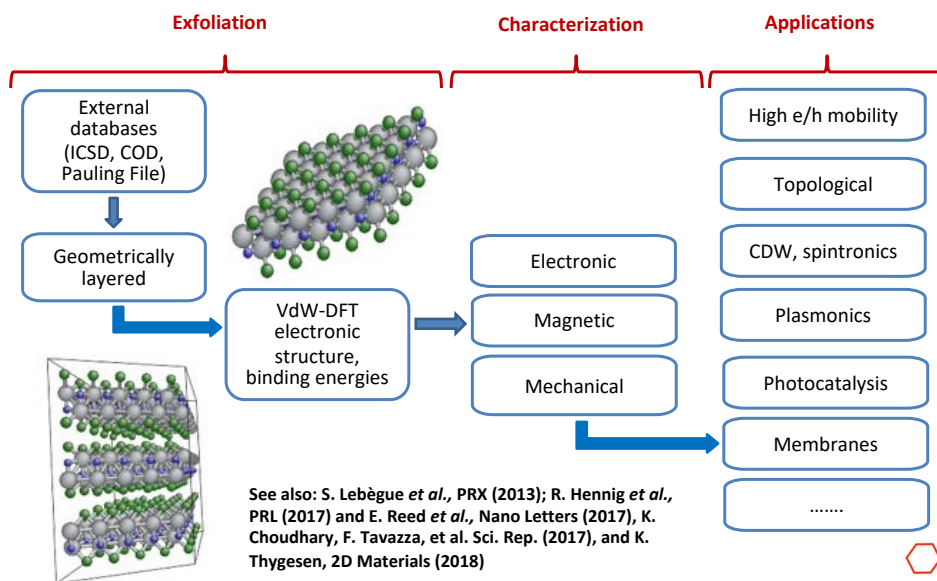 Exfoliation
Characterization
Applications
External
databases
(ICSD, COD,
Pauling File)
Geometrically
layered
VdW-DFT
electronic
structure,
binding energies
Electronic
Magnetic
Mechanical
High e/h mobility
Topological
CDW, spintronics
Plasmonics
Photocatalysis
Membranes
…….
See also: S. Lebègue et al., PRX (2013); R. Hennig et al.,
PRL (2017) and E. Reed et al., Nano Letters (2017), K.
Choudhary, F. Tavazza, et al. Sci. Rep. (2017), and K.
Thygesen, 2D Materials (2018)